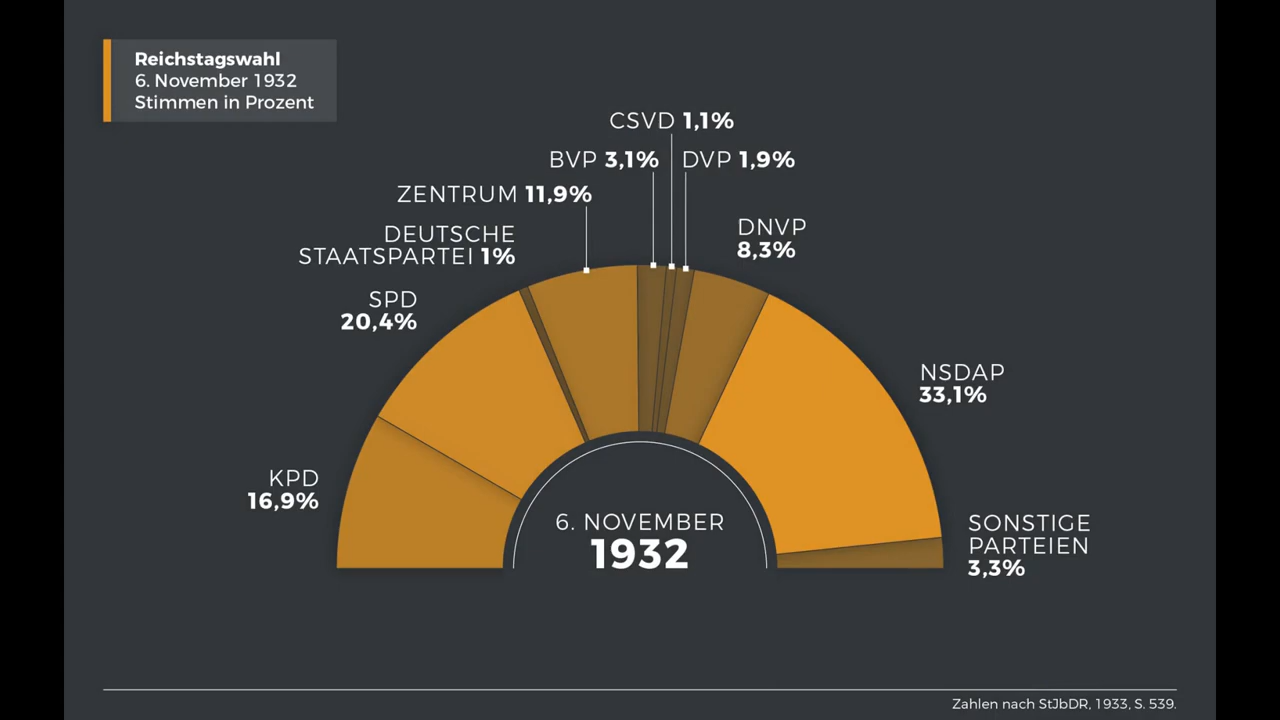 Reichstagswahl
6. November 1932
Stimmen in Prozent
CSVD 1,1%
BVP 3,1%
DVP 1,9%
ZENTRUM 11,9%
DEUTSCHE
STAATSPARTEI 1%
DNVP
8,3%
SPD
20,4%
NSDAP
33,1%
KPD
16,9%
SONSTIGE
PARTEIEN
3,3%
6. NOVEMBER
1932
Zahlen nach StJbDR, 1933, S. 539.